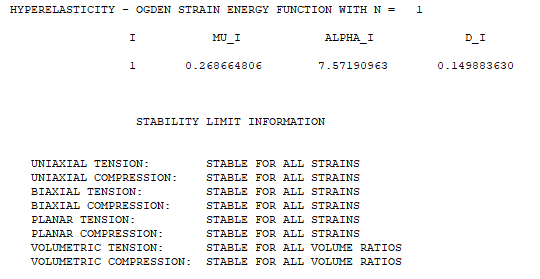 HYPERELASTICITY - OGDEN STRAIN ENERGY FUNCTION WITH N = 1
I MU_I ALPHA_I D_I
1 0.268664806 7.57190963 0.149883630
STABILITY LIMIT INFORMATION
UNIAXIAL TENSION: STABLE FOR ALL STRAINS
UNIAXIAL COMPRESSION: STABLE FOR ALL STRAINS
BIAXIAL TENSION: STABLE FOR ALL STRAINS
BIAXIAL COMPRESSION: STABLE FOR ALL STRAINS
PLANAR TENSION: STABLE FOR ALL STRAINS
PLANAR COMPRESSION: STABLE FOR ALL STRAINS
VOLUMETRIC TENSION: STABLE FOR ALL VOLUME RATIOS
VOLUMETRIC COMPRESSION: STABLE FOR ALL VOLUME RATIOS